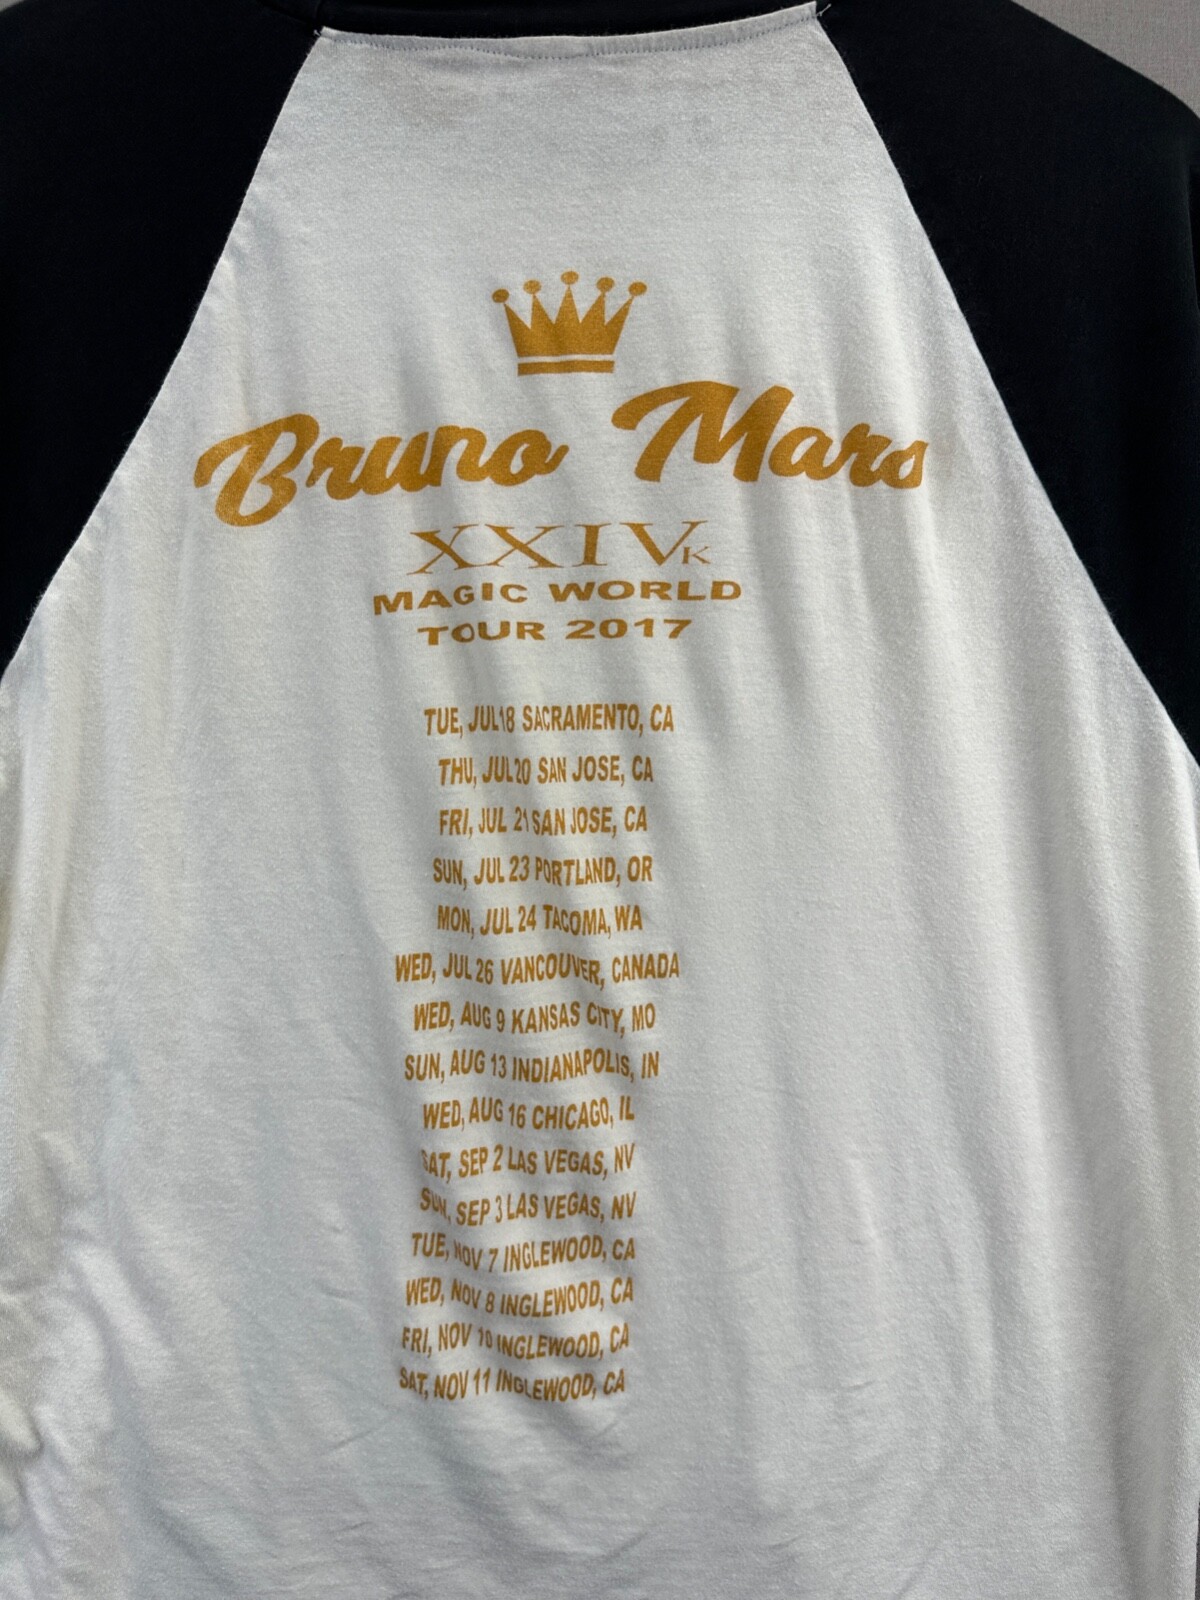 Bruno Mars
XXIVK
MAGIC WORLD
TOUR 2017
TUE, JUL18 SACRAMENTO, CA
THU, JUL20 SAN JOSE, CA
FRI, JUL 21 SAN JOSE, CA
SUN, JUL 23 PORTLAND, OR
MON, JUL 24 TACOMA, WA
WED, JUL 26 VANCOUVER, CANADA
WED, AUG 9 KANSAS CITY, MO
SUN, AUG 13 INDIANAPOLIS, IN
WED, AUG 16 CHICAGO, IL
SAT, SEP 2 LAS VEGAS, NV
SUN, SEP 3 LAS VEGAS, NV
TUE, NOV 7 INGLEWOOD, CA
WED, NOV 8 INGLEWOOD, CA
FRI, NOV 10 INGLEWOOD, CA
SAT, NOV 11 INGLEWOOD, CA